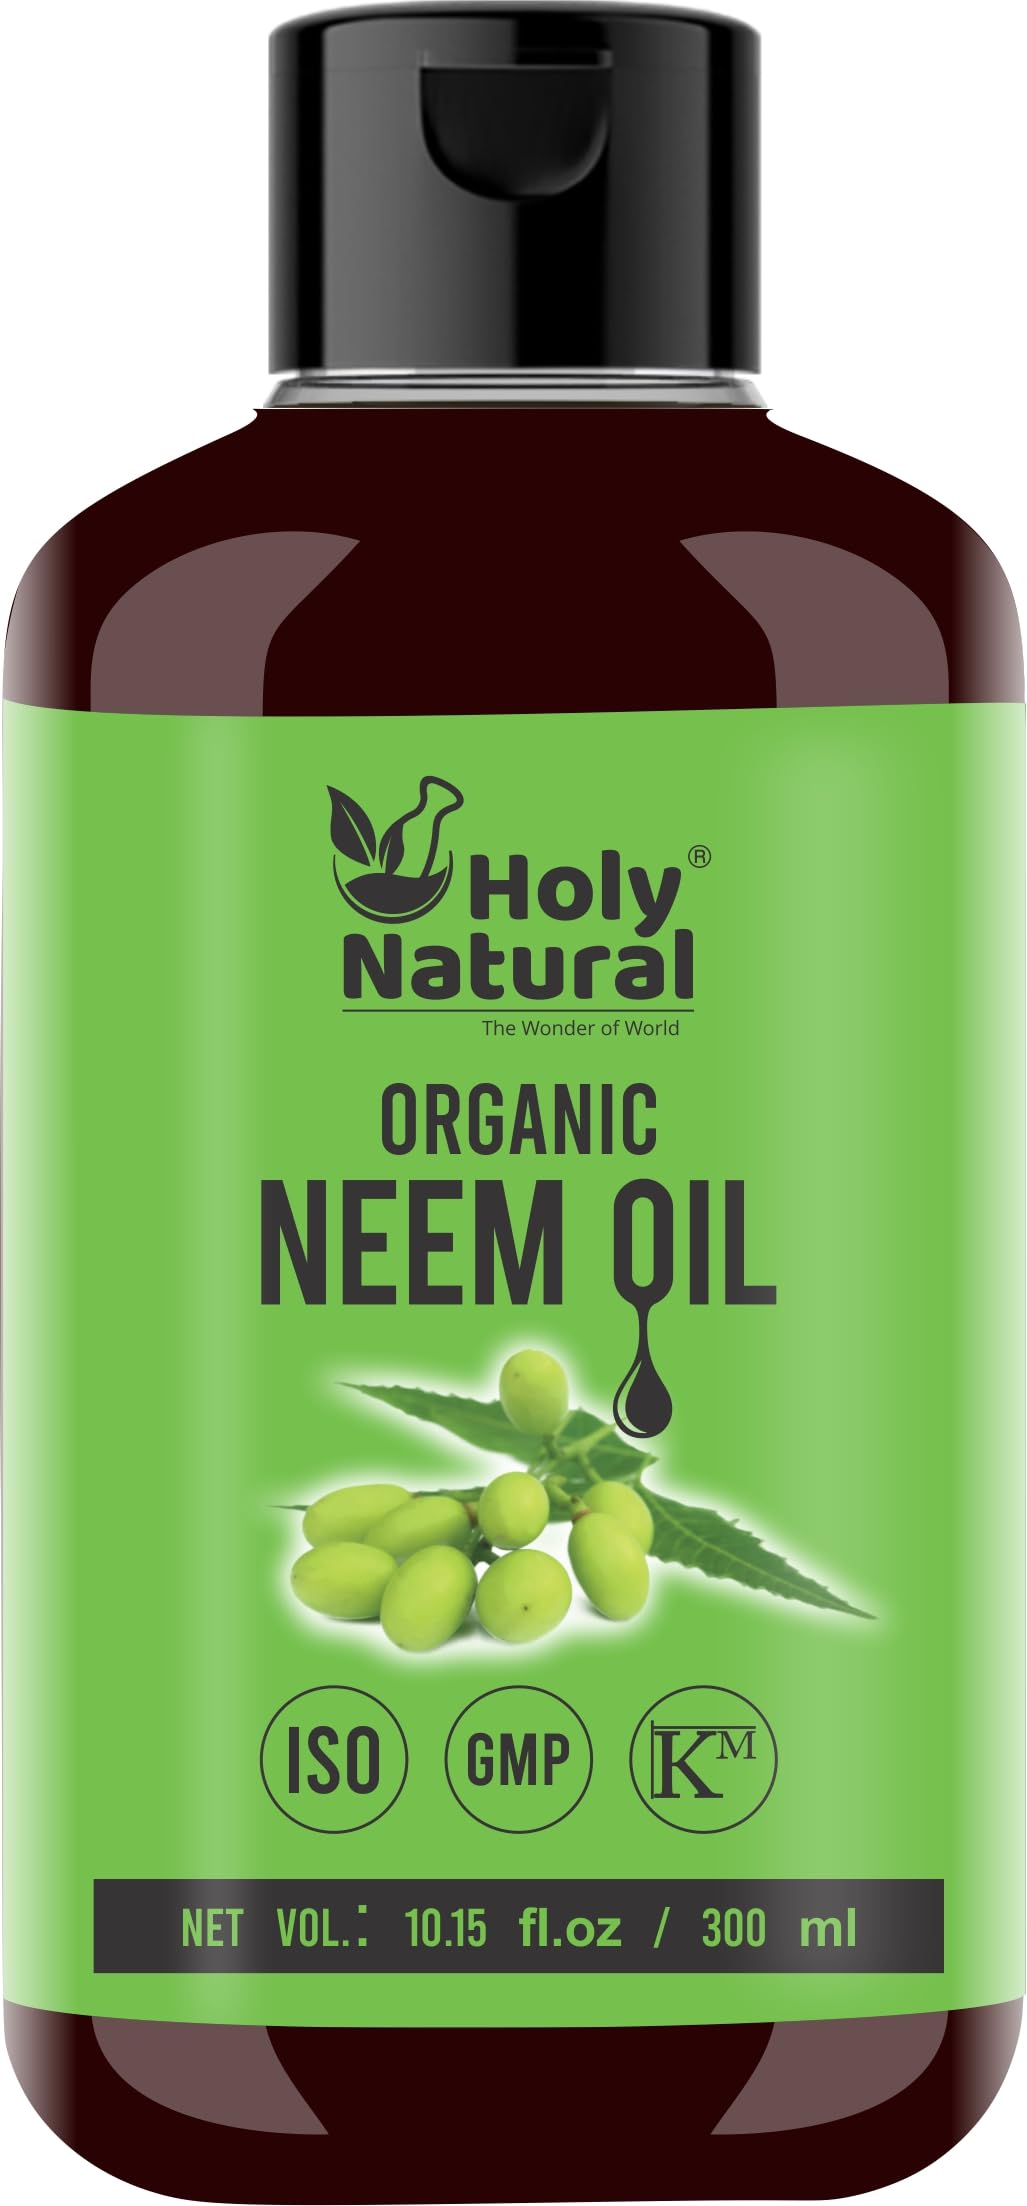 Holy®
Natural
The Wonder of World
ORGANIC
NEEM OIL
ISO GMP KM
NET VOL.: 10.15 fl.oz / 300 ml